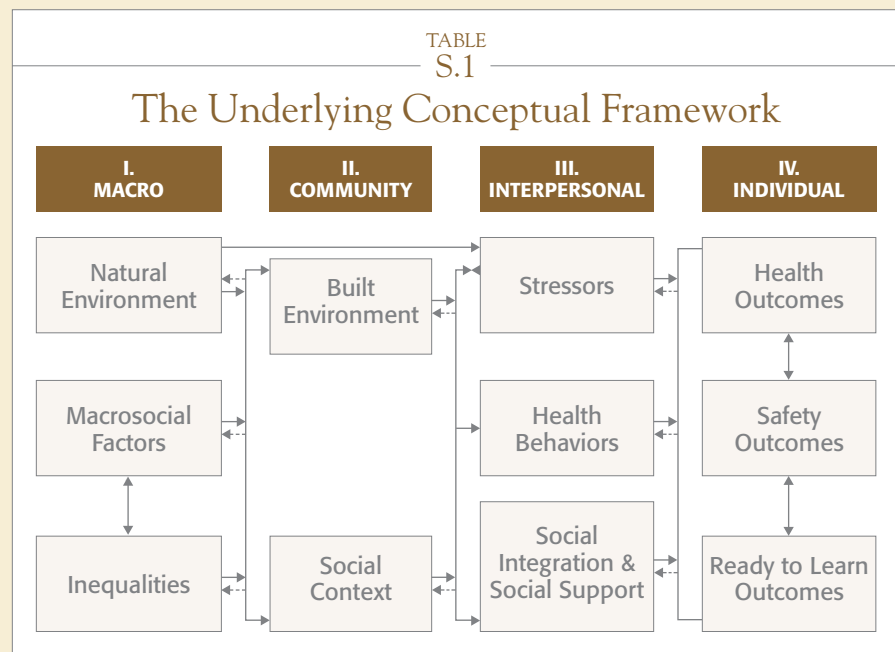 TABLE
S.1
The Underlying Conceptual Framework
I.
MACRO
II.
COMMUNITY
III.
INTERPERSONAL
IV.
INDIVIDUAL
Natural
Environment
Built
Environment
Stressors
Health
Outcomes
Macrosocial
Factors
Health
Behaviors
Safety
Outcomes
Inequalities
Social
Context
Social
Integration &
Social Support
Ready to Learn
Outcomes